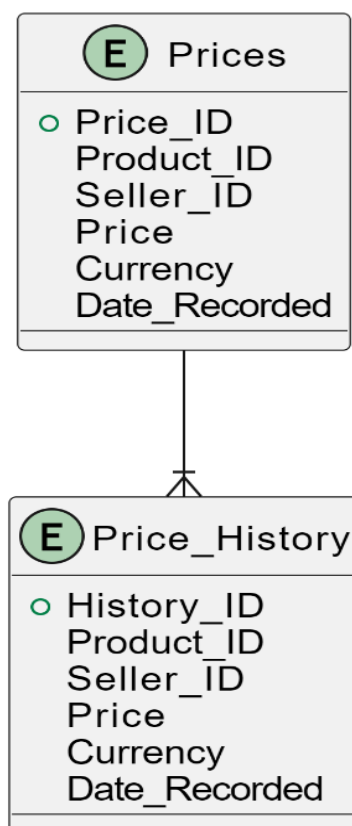 E Prices
Price_ID
Product_ID
Seller_ID
Price
Currency
Date_Recorded
E Price_History
History_ID
Product_ID
Seller_ID
Price
Currency
Date_Recorded